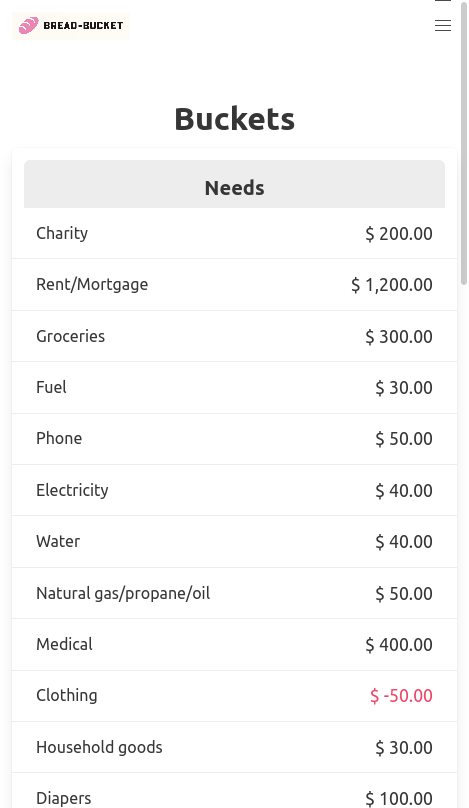 BREAD-BUCKET
Buckets
Needs
Charity $ 200.00
Rent/Mortgage $ 1,200.00
Groceries $ 300.00
Fuel $ 30.00
Phone $ 50.00
Electricity $ 40.00
Water $ 40.00
Natural gas/propane/oil $ 50.00
Medical $ 400.00
Clothing $ -50.00
Household goods $ 30.00
Diapers $ 100.00